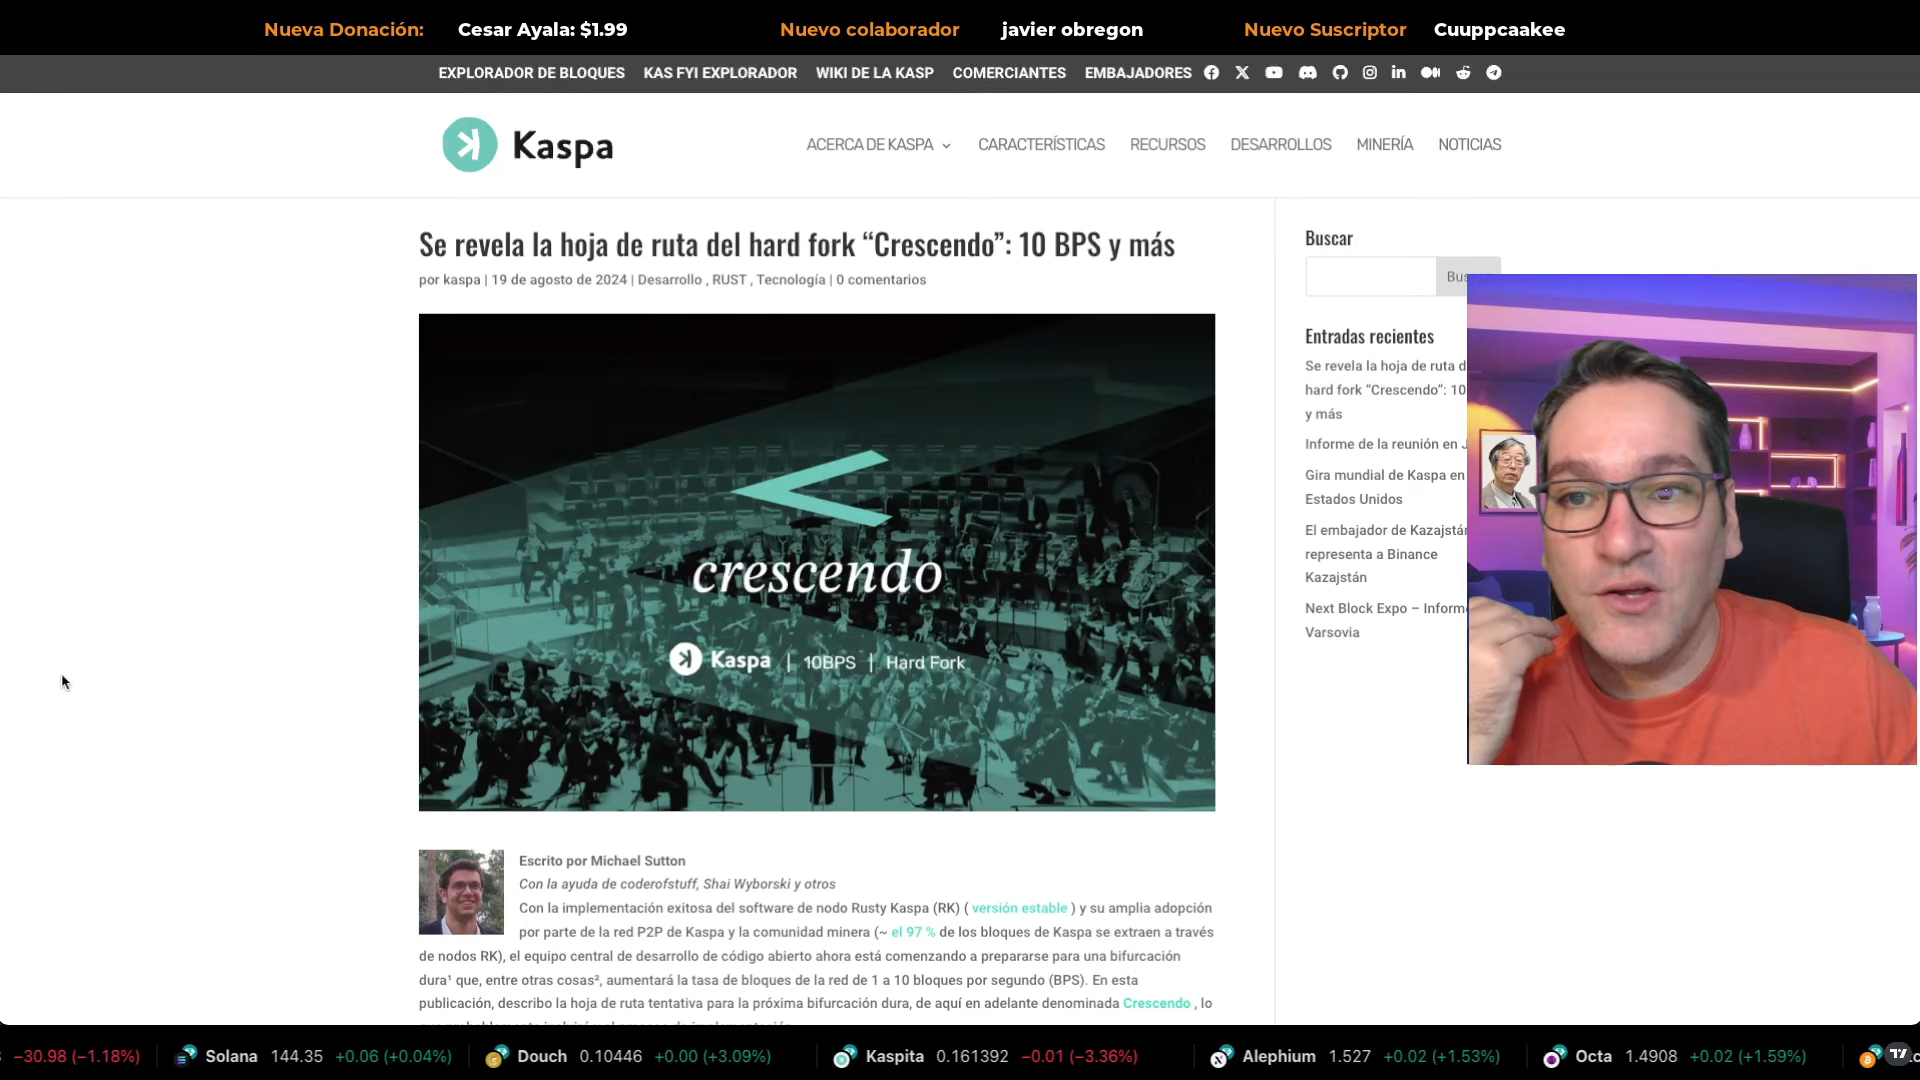 Nueva Donación: Cesar Ayala: $1.99 Nuevo colaborador javier obregon Nuevo Suscriptor Cuuppcaakee
EXPLORADOR DE BLOQUES KAS FYI EXPLORADOR WIKI DE LA KASP COMERCIANTES EMBAJADORES
Kaspa
ACERCA DE KASPA CARACTERÍSTICAS RECURSOS DESARROLLOS MINERÍA NOTICIAS
Se revela la hoja de ruta del hard fork “Crescendo”: 10 BPS y más
por kaspa | 19 de agosto de 2024 | Desarrollo , RUST , Tecnología | 0 comentarios
crescendo
Kaspa | 10BPS | Hard Fork
Escrito por Michael Sutton
Con la ayuda de coderofstuff, Shai Wyborski y otros
Con la implementación exitosa del software de nodo Rusty Kaspa (RK) ( versión estable ) y su amplia adopción
por parte de la red P2P de Kaspa y la comunidad minera (~ el 97 % de los bloques de Kaspa se extraen a través
de nodos RK), el equipo central de desarrollo de código abierto ahora está comenzando a prepararse para una bifurcación
dura¹ que, entre otras cosas², aumentará la tasa de bloques de la red de 1 a 10 bloques por segundo (BPS). En esta
publicación, describo la hoja de ruta tentativa para la próxima bifurcación dura, de aquí en adelante denominada Crescendo , lo
Buscar
Entradas recientes
Se revela la hoja de ruta d
hard fork “Crescendo”: 10
y más
Informe de la reunión en
Gira mundial de Kaspa en
Estados Unidos
El embajador de Kazajstán
representa a Binance
Kazajstán
Next Block Expo – Inform
Varsovia
−30.98 (−1.18%) Solana 144.35 +0.06 (+0.04%) Douch 0.10446 +0.00 (+3.09%) Kaspita 0.161392 −0.01 (−3.36%) Alephium 1.527 +0.02 (+1.53%) Octa 1.4908 +0.02 (+1.59%)